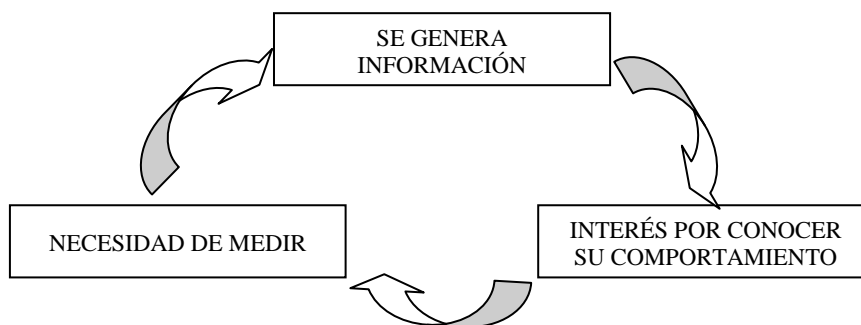 SE GENERA
INFORMACIÓN
NECESIDAD DE MEDIR
INTERÉS POR CONOCER
SU COMPORTAMIENTO